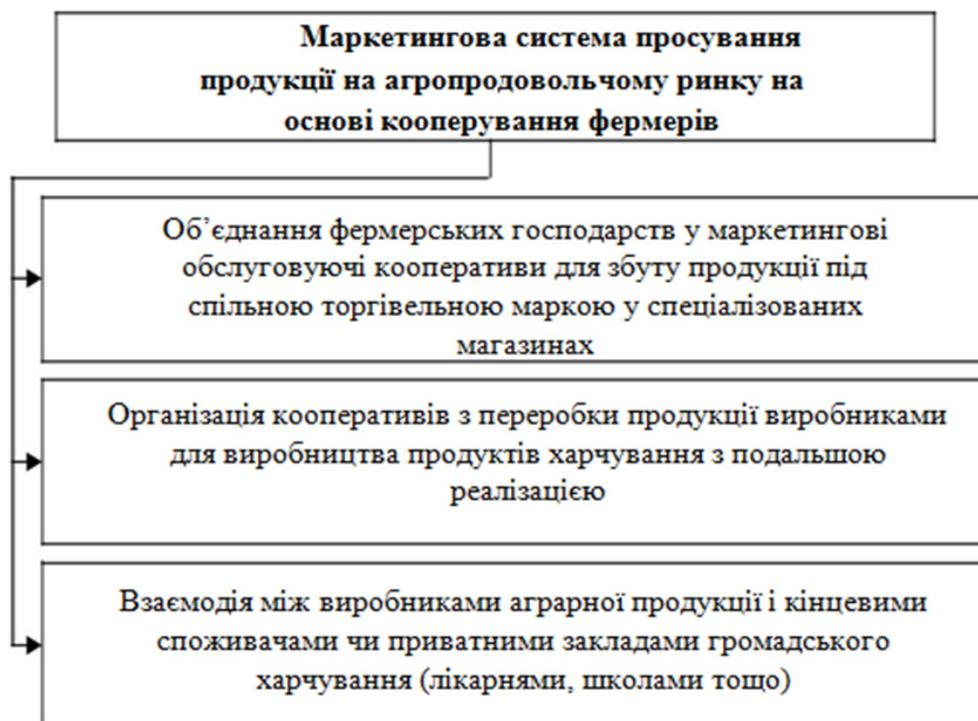 Маркетингова система просування
продукції на агропродовольчому ринку на
основі кооперування фермерів
Об’єднання фермерських господарств у маркетингові
обслуговуючі кооперативи для збуту продукції під
спільною торгівельною маркою у спеціалізованих
магазинах
Організація кооперативів з переробки продукції виробниками
для виробництва продуктів харчування з подальшою
реалізацією
Взаємодія між виробниками аграрної продукції і кінцевими
споживачами чи приватними закладами громадського
харчування (лікарнями, школами тощо)